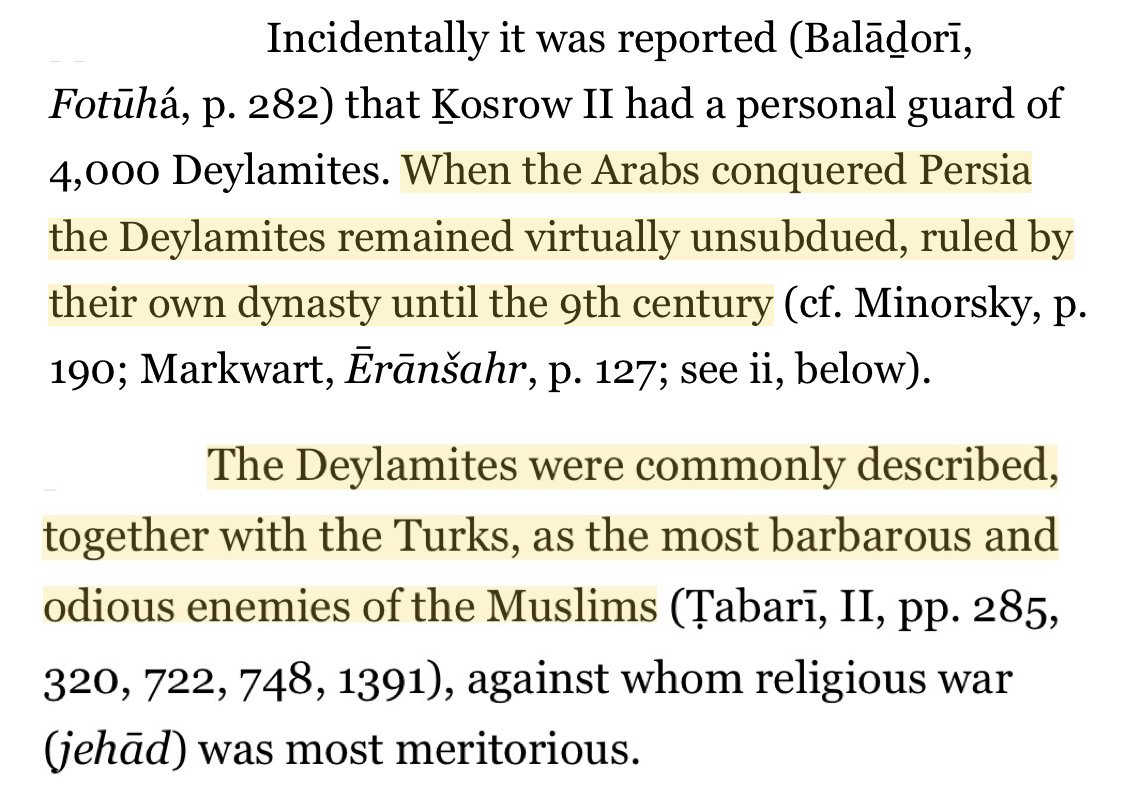 Incidentally it was reported (Balāḏorī,
Fotūhá, p. 282) that Ḵosrow II had a personal guard of
4,000 Deylamites. When the Arabs conquered Persia
the Deylamites remained virtually unsubdued, ruled by
their own dynasty until the 9th century (cf. Minorsky, p.
190; Markwart, Ērānšahr, p. 127; see ii, below).
The Deylamites were commonly described,
together with the Turks, as the most barbarous and
odious enemies of the Muslims (Ṭabarī, II, pp. 285,
320, 722, 748, 1391), against whom religious war
(jehād) was most meritorious.